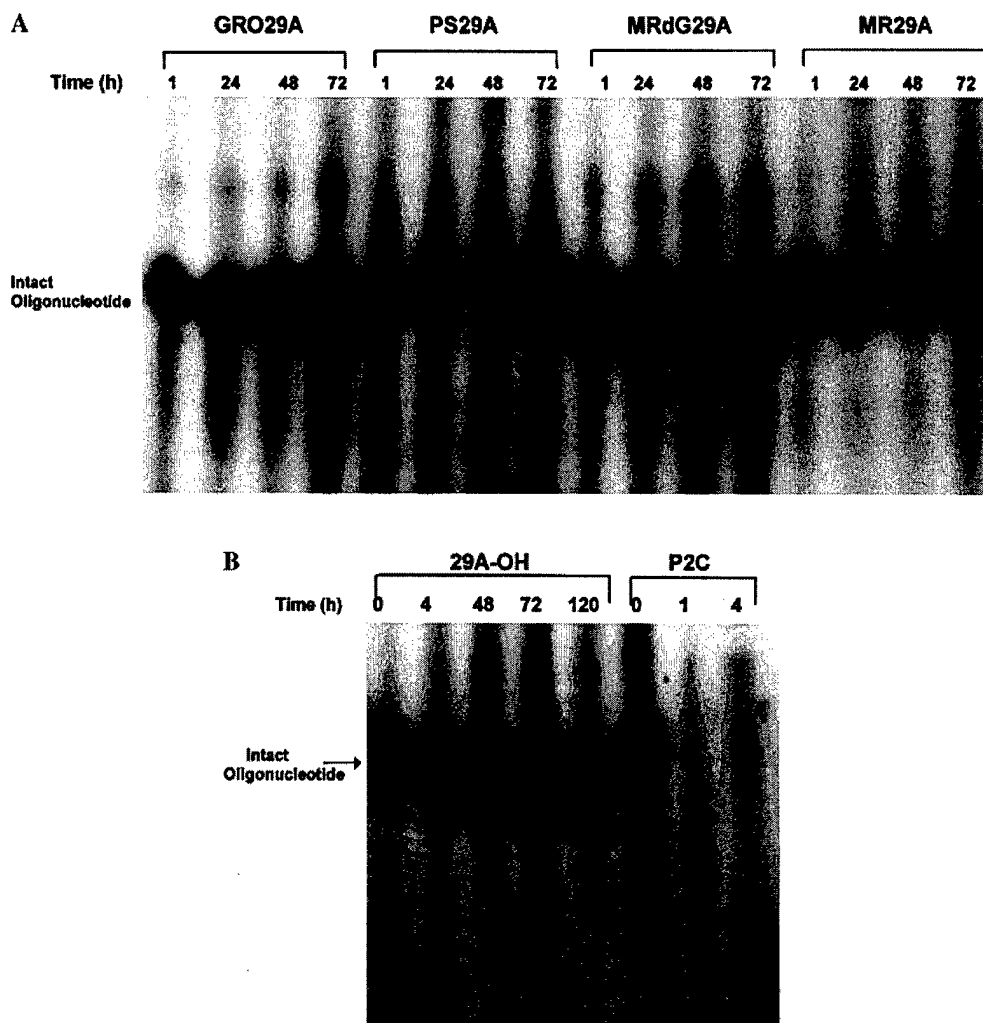 A
GRO29A PS29A MRdG29A MR29A
Time (h) 1 24 48 72 1 24 48 72 1 24 48 72 1 24 48 72
Intact
Oligonucleotide
B
29A-OH P2C
Time (h) 0 4 48 72 120 0 1 4
Intact
Oligonucleotide